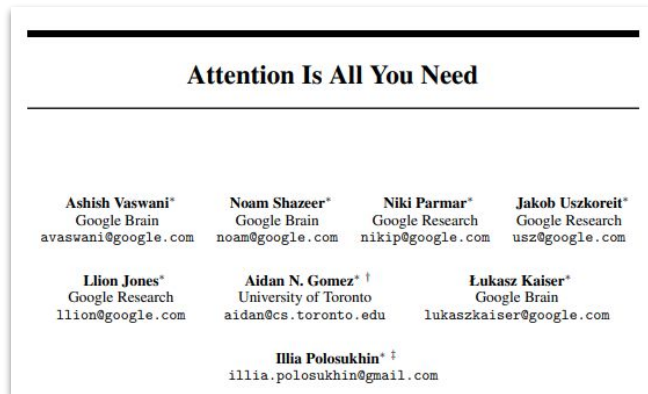 Attention Is All You Need
Ashish Vaswani* Noam Shazeer* Niki Parmar* Jakob Uszkoreit*
Google Brain Google Brain Google Research Google Research
avaswani@google.com noam@google.com nikip@google.com usz@google.com
Llion Jones* Aidan N. Gomez* † Łukasz Kaiser*
Google Research University of Toronto Google Brain
llion@google.com aidan@cs.toronto.edu lukaszkaiser@google.com
Illia Polosukhin* ‡
illia.polosukhin@gmail.com